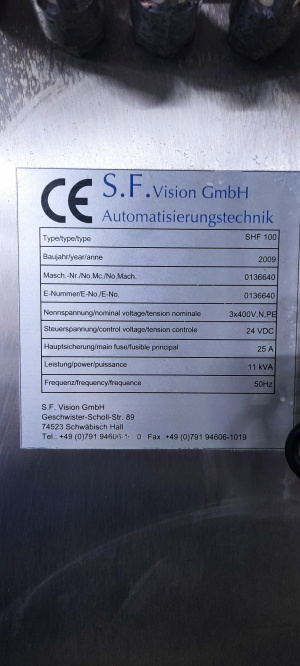 CE S.F.Vision GmbH
Automatisierungstechnik
Type/type/type SHF 100
Baujahr/year/anne 2009
Masch.-Nr./No.Mc./No.Mach. 0136640
E-Nummer/E-No./E-No. 0136640
Nennspannung/nominal voltage/tension nominale 3x400V,N,PE
Steuerspannung/control voltage/tension controle 24 VDC
Hauptsicherung/main fuse/fusible principal 25 A
Leistung/power/puissance 11 kVA
Frequenz/frequency/frequence 50Hz
S.F. Vision GmbH
Geschwister-Scholl-Str. 89
74523 Schwäbisch Hall
Tel.: +49 (0)791 Fax.:+49 (0)791 94606-1019